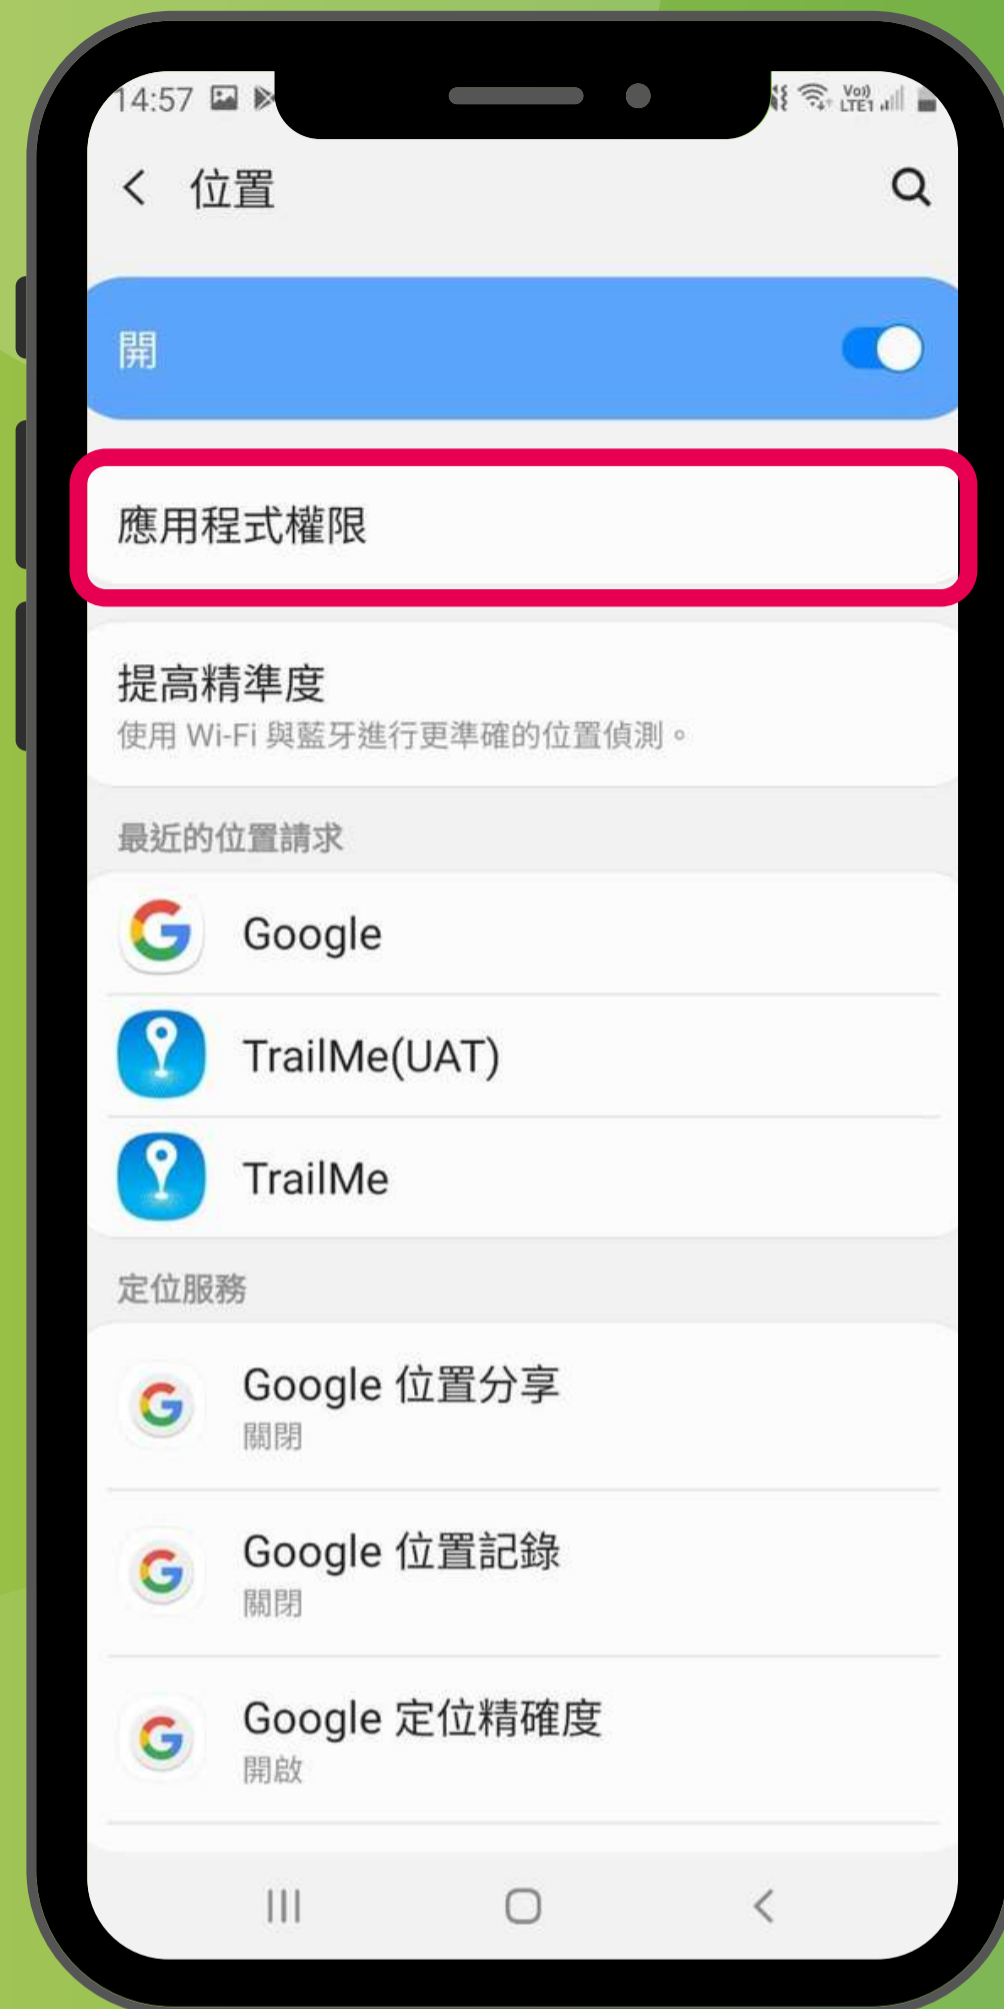 14:57
Vo)) LTE1
位置
開
應用程式權限
提高精準度
使用 Wi-Fi 與藍牙進行更準確的位置偵測。
最近的位置請求
Google
TrailMe(UAT)
TrailMe
定位服務
Google 位置分享
關閉
Google 位置記錄
關閉
Google 定位精確度
開啟